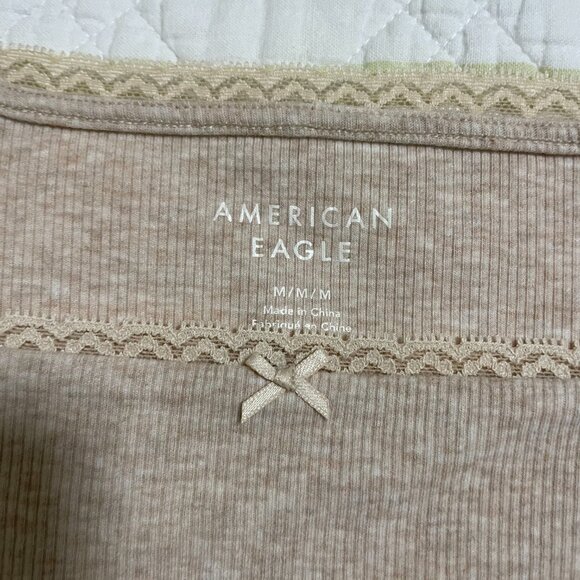 AMERICAN
EAGLE
M/M/M
Made in China
Fabriqué en Chine